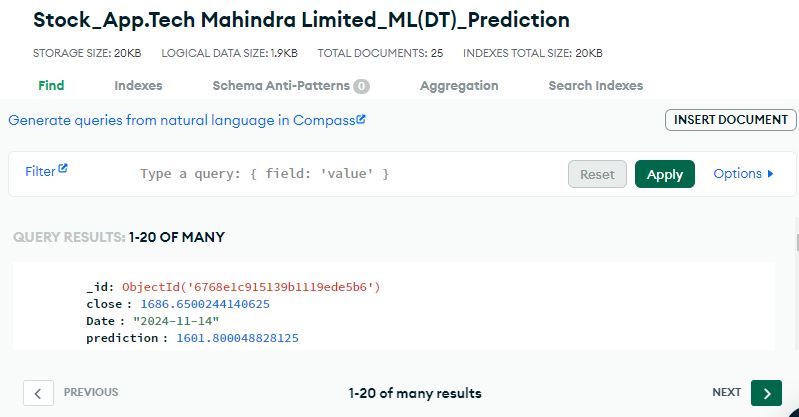 Stock_App.Tech Mahindra Limited_ML(DT)_Prediction
STORAGE SIZE: 20KB LOGICAL DATA SIZE: 1.9KB TOTAL DOCUMENTS: 25 INDEXES TOTAL SIZE: 20KB
Find Indexes Schema Anti-Patterns 0 Aggregation Search Indexes
Generate queries from natural language in Compass
INSERT DOCUMENT
Filter Type a query: { field: 'value' } Reset Apply Options
QUERY RESULTS: 1-20 OF MANY
_id: ObjectId('6768e1c915139b1119ede5b6')
close : 1686.6500244140625
Date : "2024-11-14"
prediction : 1601.800048828125
PREVIOUS 1-20 of many results NEXT